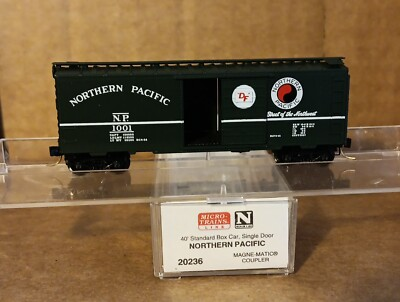 NORTHERN PACIFIC
N.P.
1001
DF
NORTHERN
PACIFIC
Street of the Northwest
MICRO-
TRAINS
LINE
N
40' Standard Box Car, Single Door
NORTHERN PACIFIC
20236
MAGNE-MATIC®
COUPLER